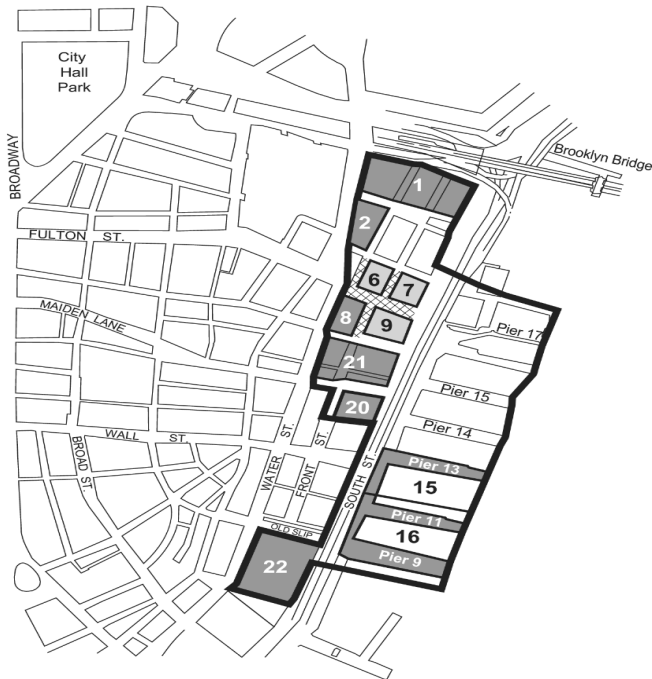 City
Hall
Park
BROADWAY
Brooklyn Bridge
1
2
FULTON ST.
6
7
MAIDEN LANE
8
9
Pier 17
21
Pier 15
20
Pier 14
WALL ST.
BROAD ST.
WATER ST.
FRONT ST.
SOUTH ST.
Pier 13
15
Pier 11
16
OLD SLIP
Pier 9
22